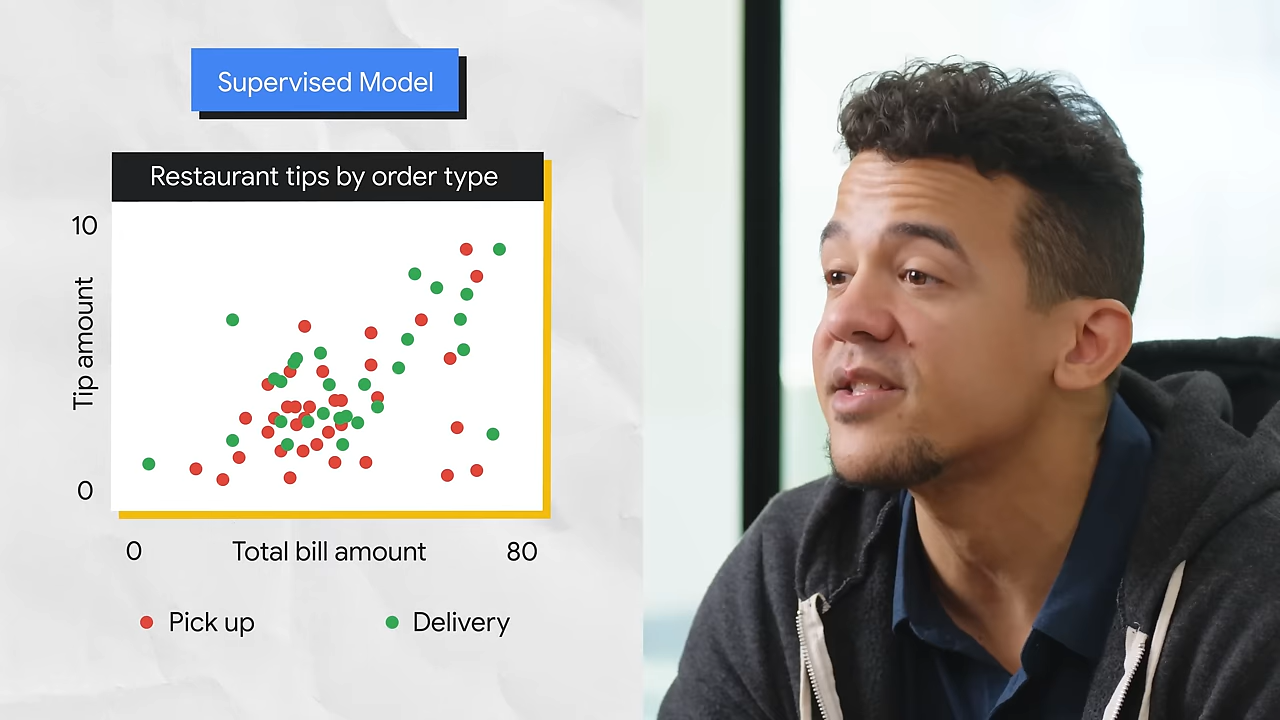 Supervised Model
Restaurant tips by order type
10
Tip amount
0
0 Total bill amount 80
Pick up Delivery